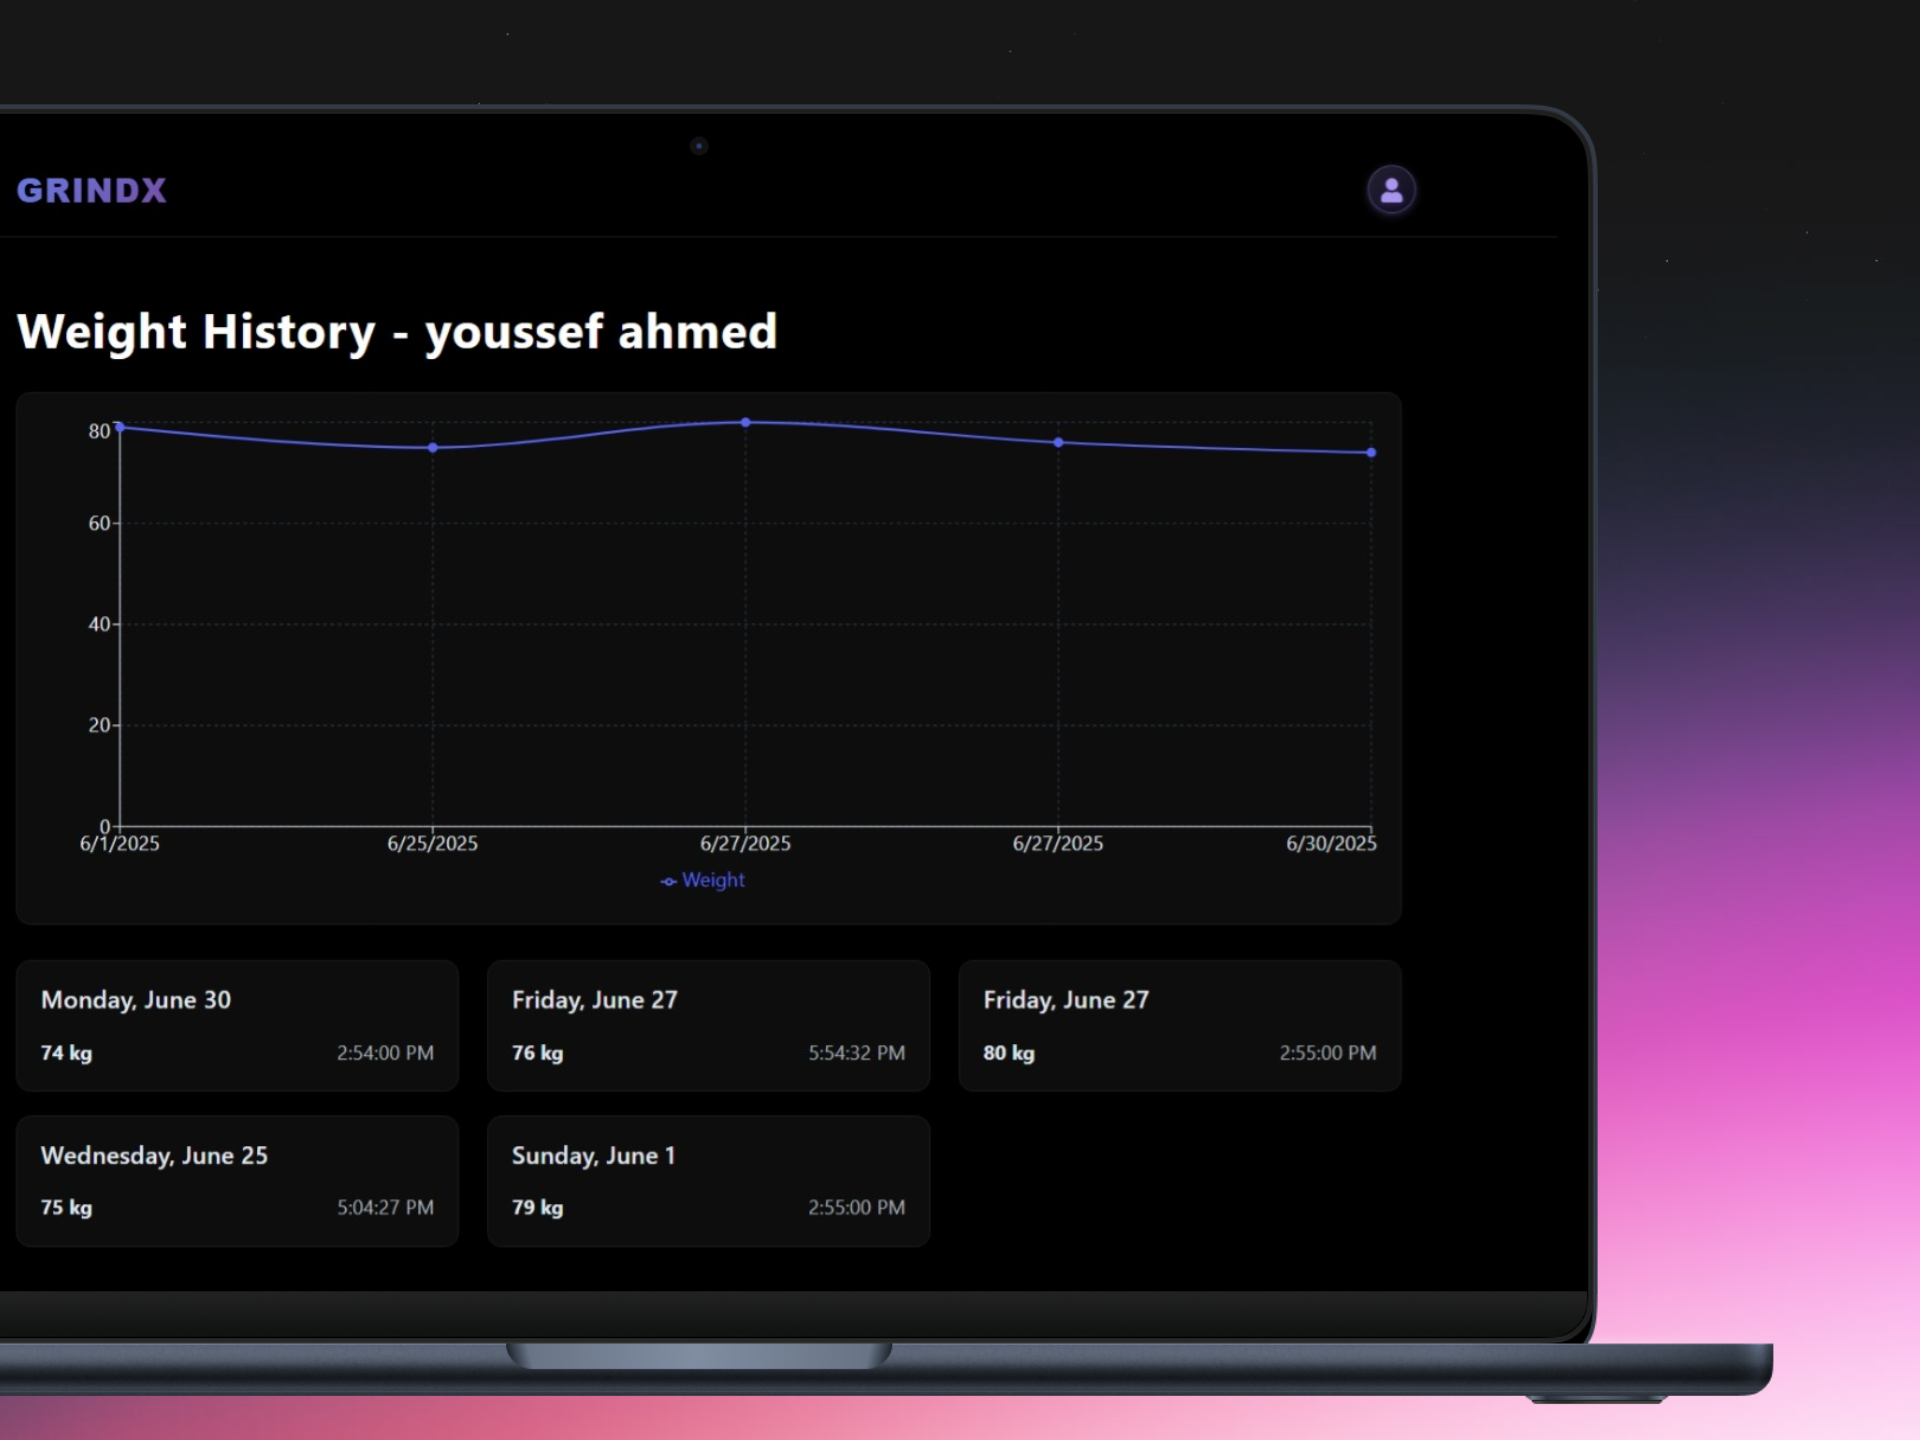 GRINDX
Weight History - youssef ahmed
80
60
40
20
0
6/1/2025 6/25/2025 6/27/2025 6/27/2025 6/30/2025
Weight
Monday, June 30
74 kg 2:54:00 PM
Friday, June 27
76 kg 5:54:32 PM
Friday, June 27
80 kg 2:55:00 PM
Wednesday, June 25
75 kg 5:04:27 PM
Sunday, June 1
79 kg 2:55:00 PM